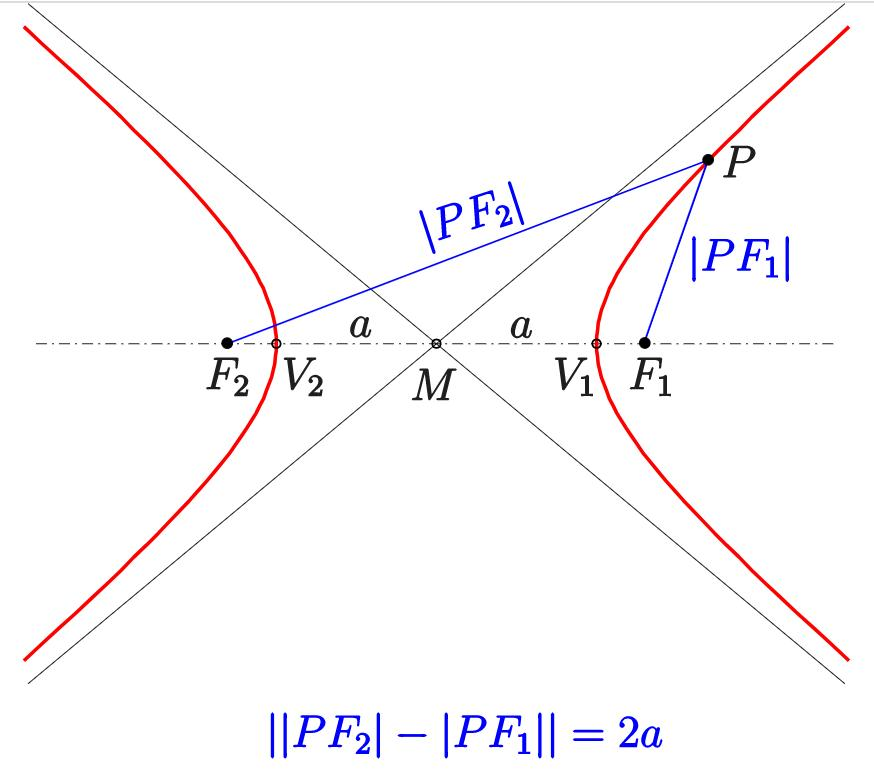 P
|PF₂|
|PF₁|
a a
F₂ V₂ M V₁ F₁
||PF₂| − |PF₁|| = 2a